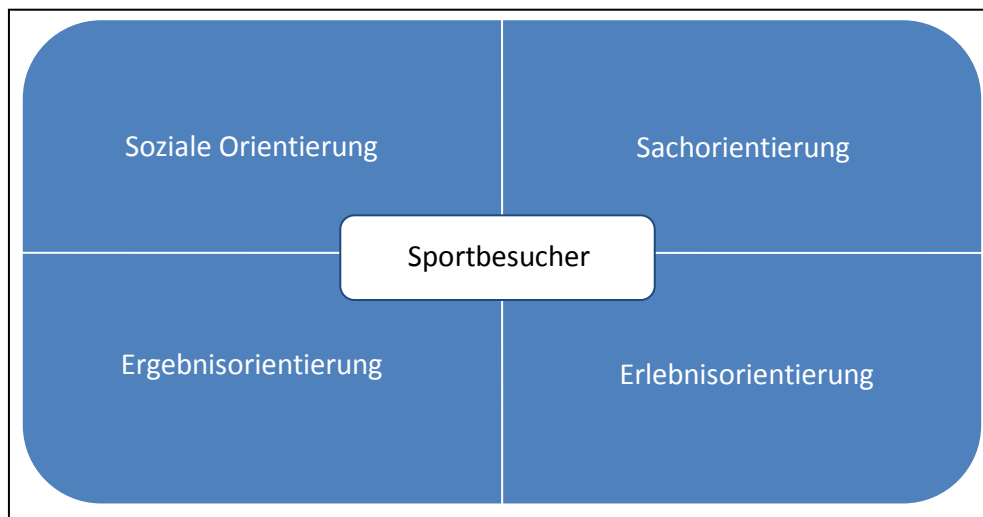 Soziale Orientierung
Sachorientierung
Sportbesucher
Ergebnisorientierung
Erlebnisorientierung